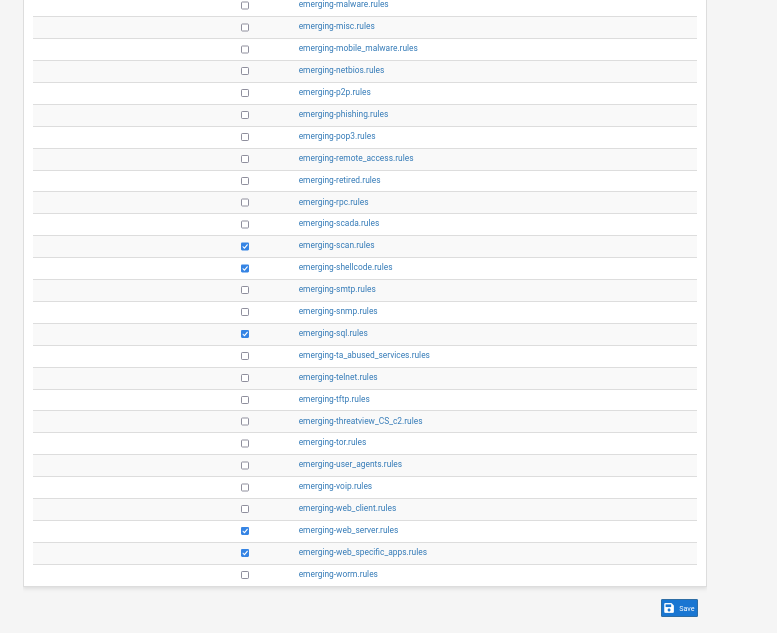 emerging-malware.rules
emerging-misc.rules
emerging-mobile_malware.rules
emerging-netbios.rules
emerging-p2p.rules
emerging-phishing.rules
emerging-pop3.rules
emerging-remote_access.rules
emerging-retired.rules
emerging-rpc.rules
emerging-scada.rules
emerging-scan.rules
emerging-shellcode.rules
emerging-smtp.rules
emerging-snmp.rules
emerging-sql.rules
emerging-ta_abused_services.rules
emerging-telnet.rules
emerging-tftp.rules
emerging-threatview_CS_c2.rules
emerging-tor.rules
emerging-user_agents.rules
emerging-voip.rules
emerging-web_client.rules
emerging-web_server.rules
emerging-web_specific_apps.rules
emerging-worm.rules
Save